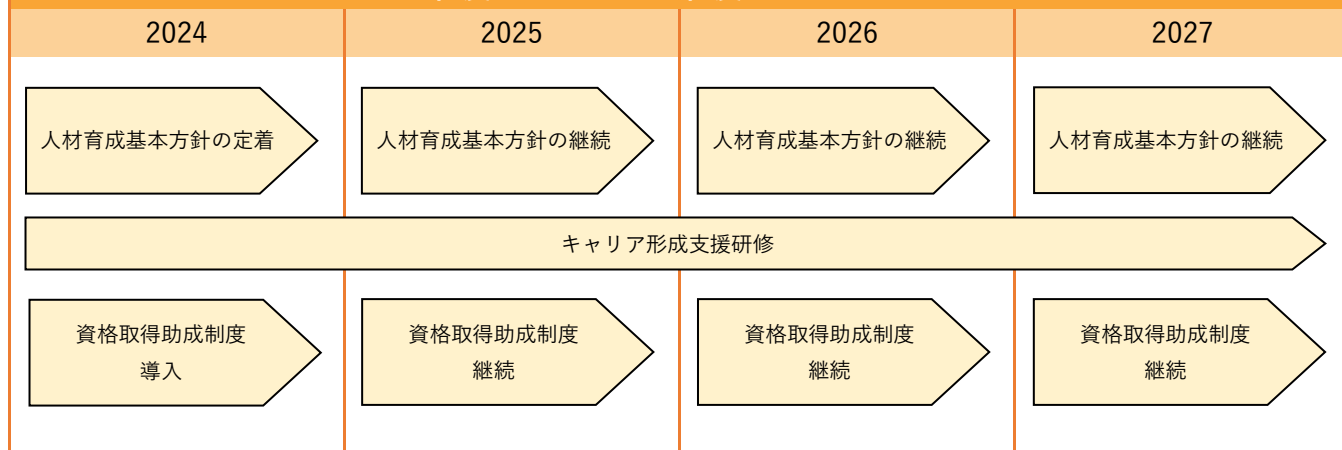 2024
2025
2026
2027
人材育成基本方針の定着
人材育成基本方針の継続
人材育成基本方針の継続
人材育成基本方針の継続
キャリア形成支援研修
資格取得助成制度
導入
資格取得助成制度
継続
資格取得助成制度
継続
資格取得助成制度
継続